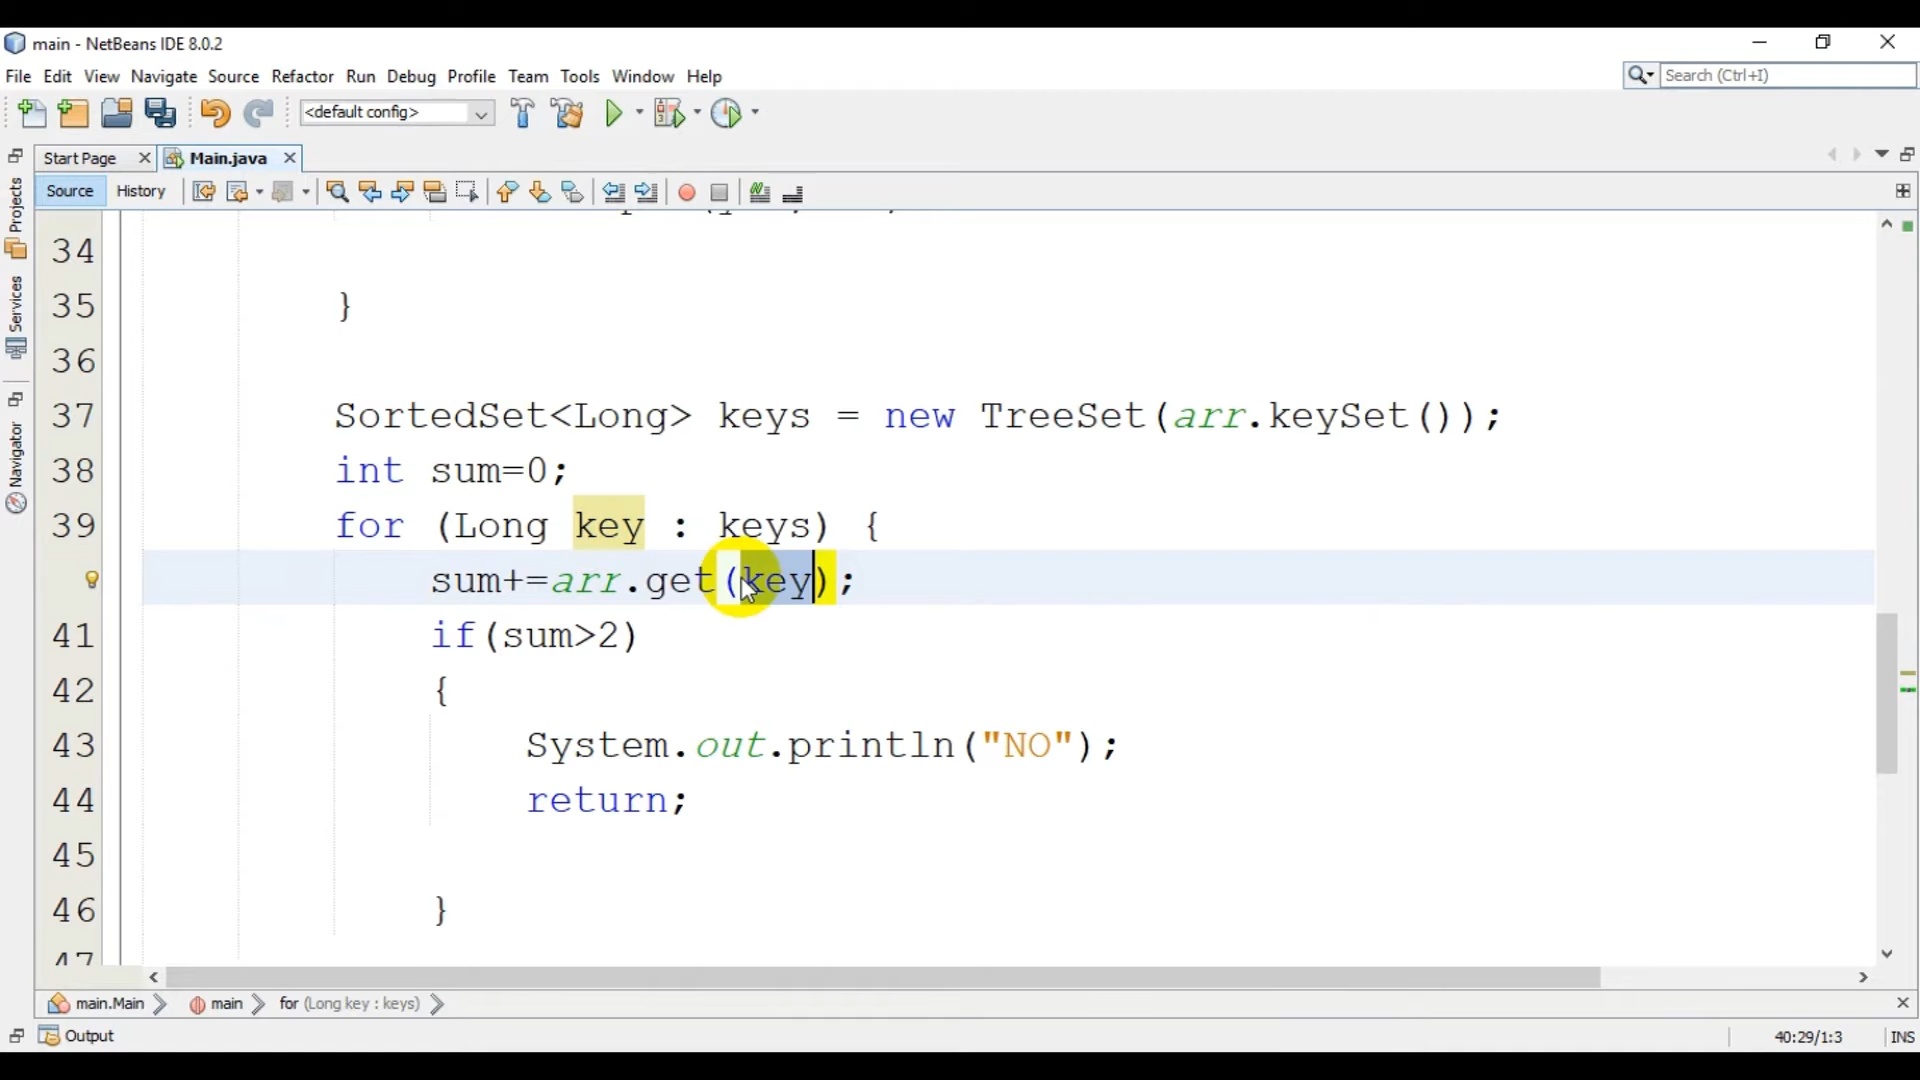 main - NetBeans IDE 8.0.2
File Edit View Navigate Source Refactor Run Debug Profile Team Tools Window Help
Search (Ctrl+I)
<default config>
Start Page
Main.java
Source History
Projects
Services
Navigator
34
35 }
36
37 SortedSet<Long> keys = new TreeSet(arr.keySet());
38 int sum=0;
39 for (Long key : keys) {
sum+=arr.get(key);
41 if(sum>2)
42 {
43 System.out.println("NO");
44 return;
45
46 }
47
main.Main main for (Long key : keys)
Output
40:29/1:3 INS